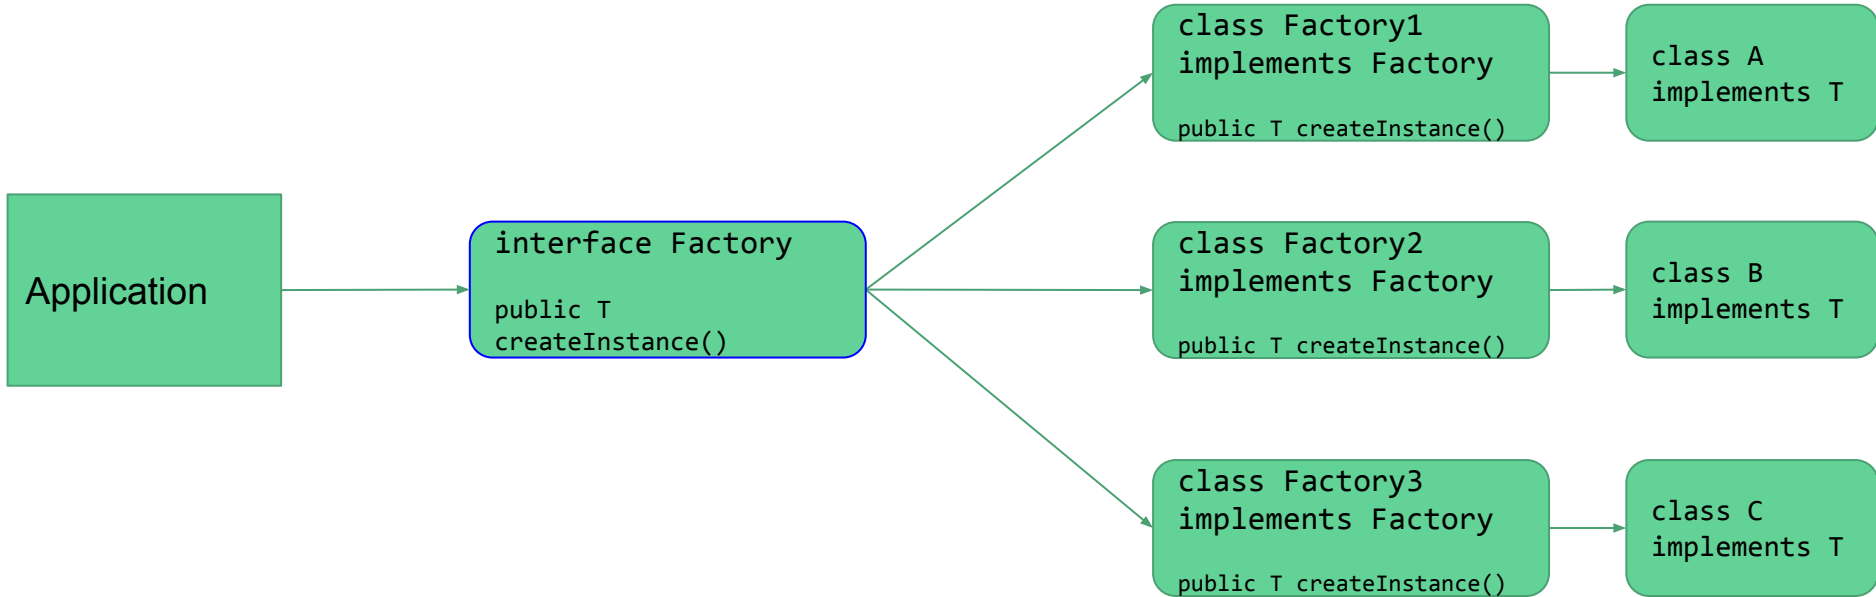 Application
interface Factory
public T
createInstance()
class Factory1
implements Factory
public T createInstance()
class A
implements T
class Factory2
implements Factory
public T createInstance()
class B
implements T
class Factory3
implements Factory
public T createInstance()
class C
implements T